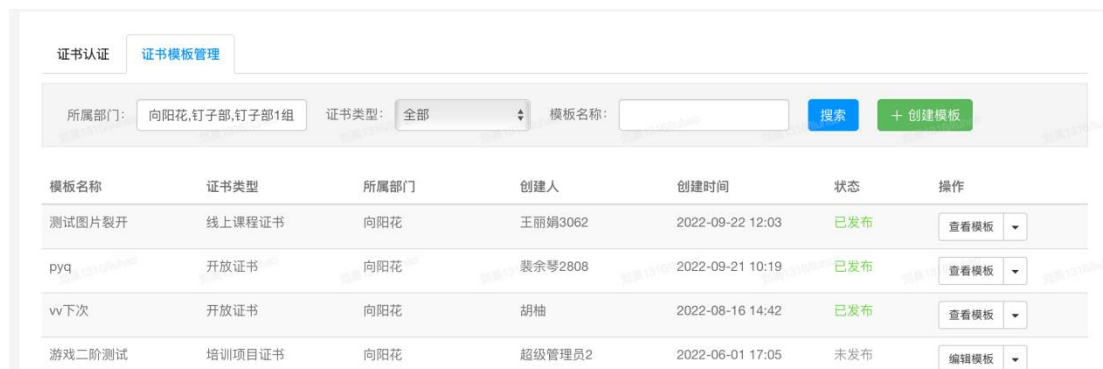 证书认证 证书模板管理
所属部门： 向阳花,钉子部,钉子部1组 证书类型： 全部 模板名称： 搜索 + 创建模板
模板名称 证书类型 所属部门 创建人 创建时间 状态 操作
测试图片裂开 线上课程证书 向阳花 王丽娟3062 2022-09-22 12:03 已发布 查看模板
pyq 开放证书 向阳花 裴余琴2808 2022-09-21 10:19 已发布 查看模板
vv下次 开放证书 向阳花 胡柚 2022-08-16 14:42 已发布 查看模板
游戏二阶测试 培训项目证书 向阳花 超级管理员2 2022-06-01 17:05 未发布 编辑模板